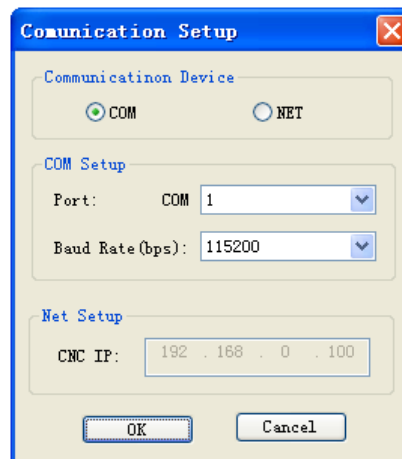 Comunication Setup
Communicatinon Device
COM NET
COM Setup
Port: COM 1
Baud Rate(bps): 115200
Net Setup
CNC IP: 192 . 168 . 0 . 100
OK Cancel